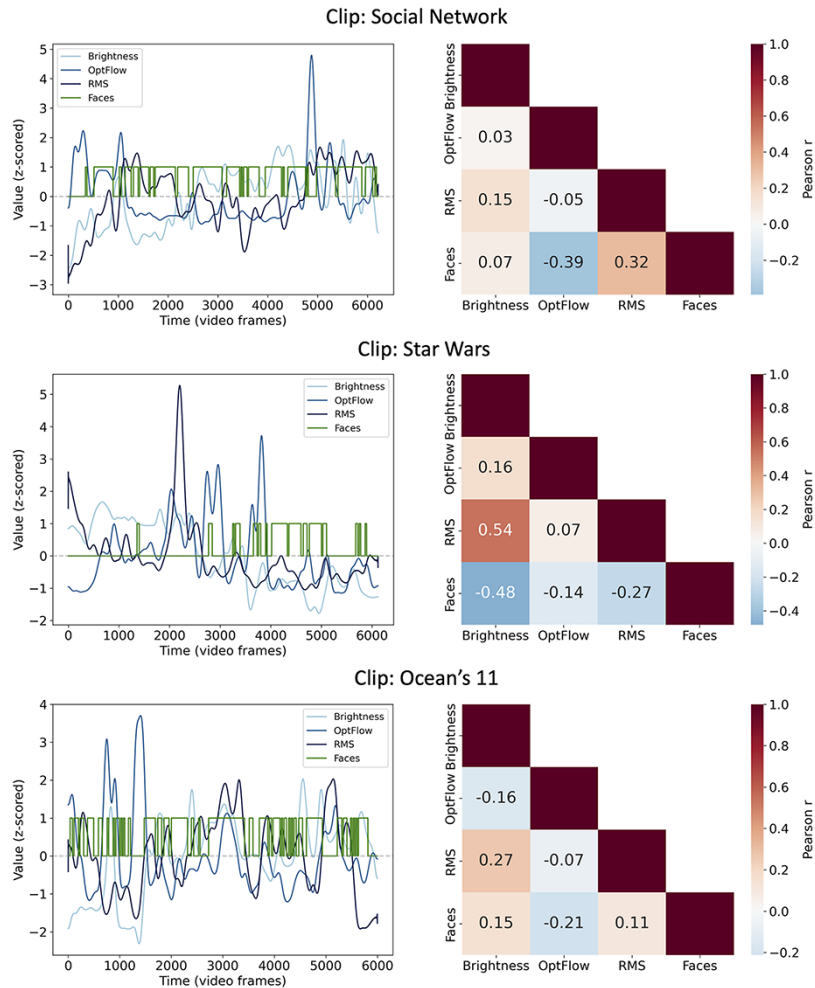 Clip: Social Network
Value (z-scored)
5
4
3
2
1
0
−1
−2
−3
Brightness
OptFlow
RMS
Faces
0 1000 2000 3000 4000 5000 6000
Time (video frames)
Brightness
OptFlow
RMS
Faces
0.03
0.15 -0.05
0.07 -0.39 0.32
Brightness OptFlow RMS Faces
1.0
0.8
0.6
0.4
0.2
0.0
−0.2
Pearson r
Clip: Star Wars
Value (z-scored)
5
4
3
2
1
0
−1
−2
Brightness
OptFlow
RMS
Faces
0 1000 2000 3000 4000 5000 6000
Time (video frames)
Brightness
OptFlow
RMS
Faces
0.16
0.54 0.07
-0.48 -0.14 -0.27
Brightness OptFlow RMS Faces
1.0
0.8
0.6
0.4
0.2
0.0
−0.2
−0.4
Pearson r
Clip: Ocean's 11
Value (z-scored)
4
3
2
1
0
−1
−2
Brightness
OptFlow
RMS
Faces
0 1000 2000 3000 4000 5000 6000
Time (video frames)
Brightness
OptFlow
RMS
Faces
-0.16
0.27 -0.07
0.15 -0.21 0.11
Brightness OptFlow RMS Faces
1.0
0.8
0.6
0.4
0.2
0.0
−0.2
Pearson r